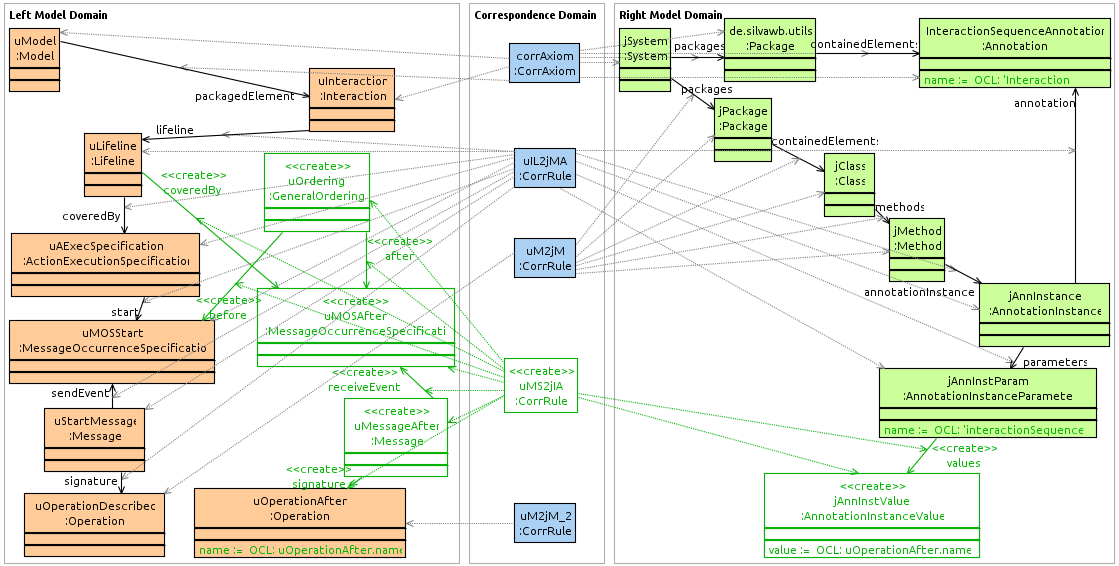 Left Model Domain
uModel
:Model
uInteraction
:Interaction
packagedElement
lifeline
uLifeline
:Lifeline
<<create>>
coveredBy
<<create>>
uOrdering
:GeneralOrdering
coveredBy
uAExecSpecification
:ActionExecutionSpecification
<<create>>
after
<<create>>
before
start
<<create>>
uMOSAfter
:MessageOccurrenceSpecificati
uMOSStart
:MessageOccurrenceSpecificatio
sendEvent
<<create>>
receiveEvent
uStartMessage
:Message
<<create>>
uMessageAfter
:Message
signature
<<create>>
signature
uOperationDescribec
:Operation
uOperationAfter
:Operation
name := OCL: uOperationAfter.name
Correspondence Domain
corrAxiom
:CorrAxiom
uIL2jMA
:CorrRule
uM2jM
:CorrRule
<<create>>
uMS2jIA
:CorrRule
uM2jM_2
:CorrRule
Right Model Domain
jSystem
:System
packages
de.silvawb.utils
:Package
containedElements
InteractionSequenceAnnotation
:Annotation
name := OCL: 'Interaction
packages
annotation
jPackage
:Package
containedElements
jClass
:Class
methods
jMethod
:Method
annotationInstance
jAnnInstance
:AnnotationInstance
parameters
jAnnInstParam
:AnnotationInstanceParamete
name := OCL: 'interactionSequence
<<create>>
values
<<create>>
jAnnInstValue
:AnnotationInstanceValue
value := OCL: uOperationAfter.name